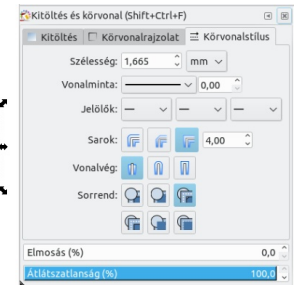 Kitöltés és körvonal (Shift+Ctrl+F)
Kitöltés Körvonalrajzolat Körvonalstílus
Szélesség: 1,665 mm
Vonalminta: 0,00
Jelölők:
Sarok: 4,00
Vonalvég:
Sorrend:
Elmosás (%) 0,0
Átlátszatlanság (%) 100,0